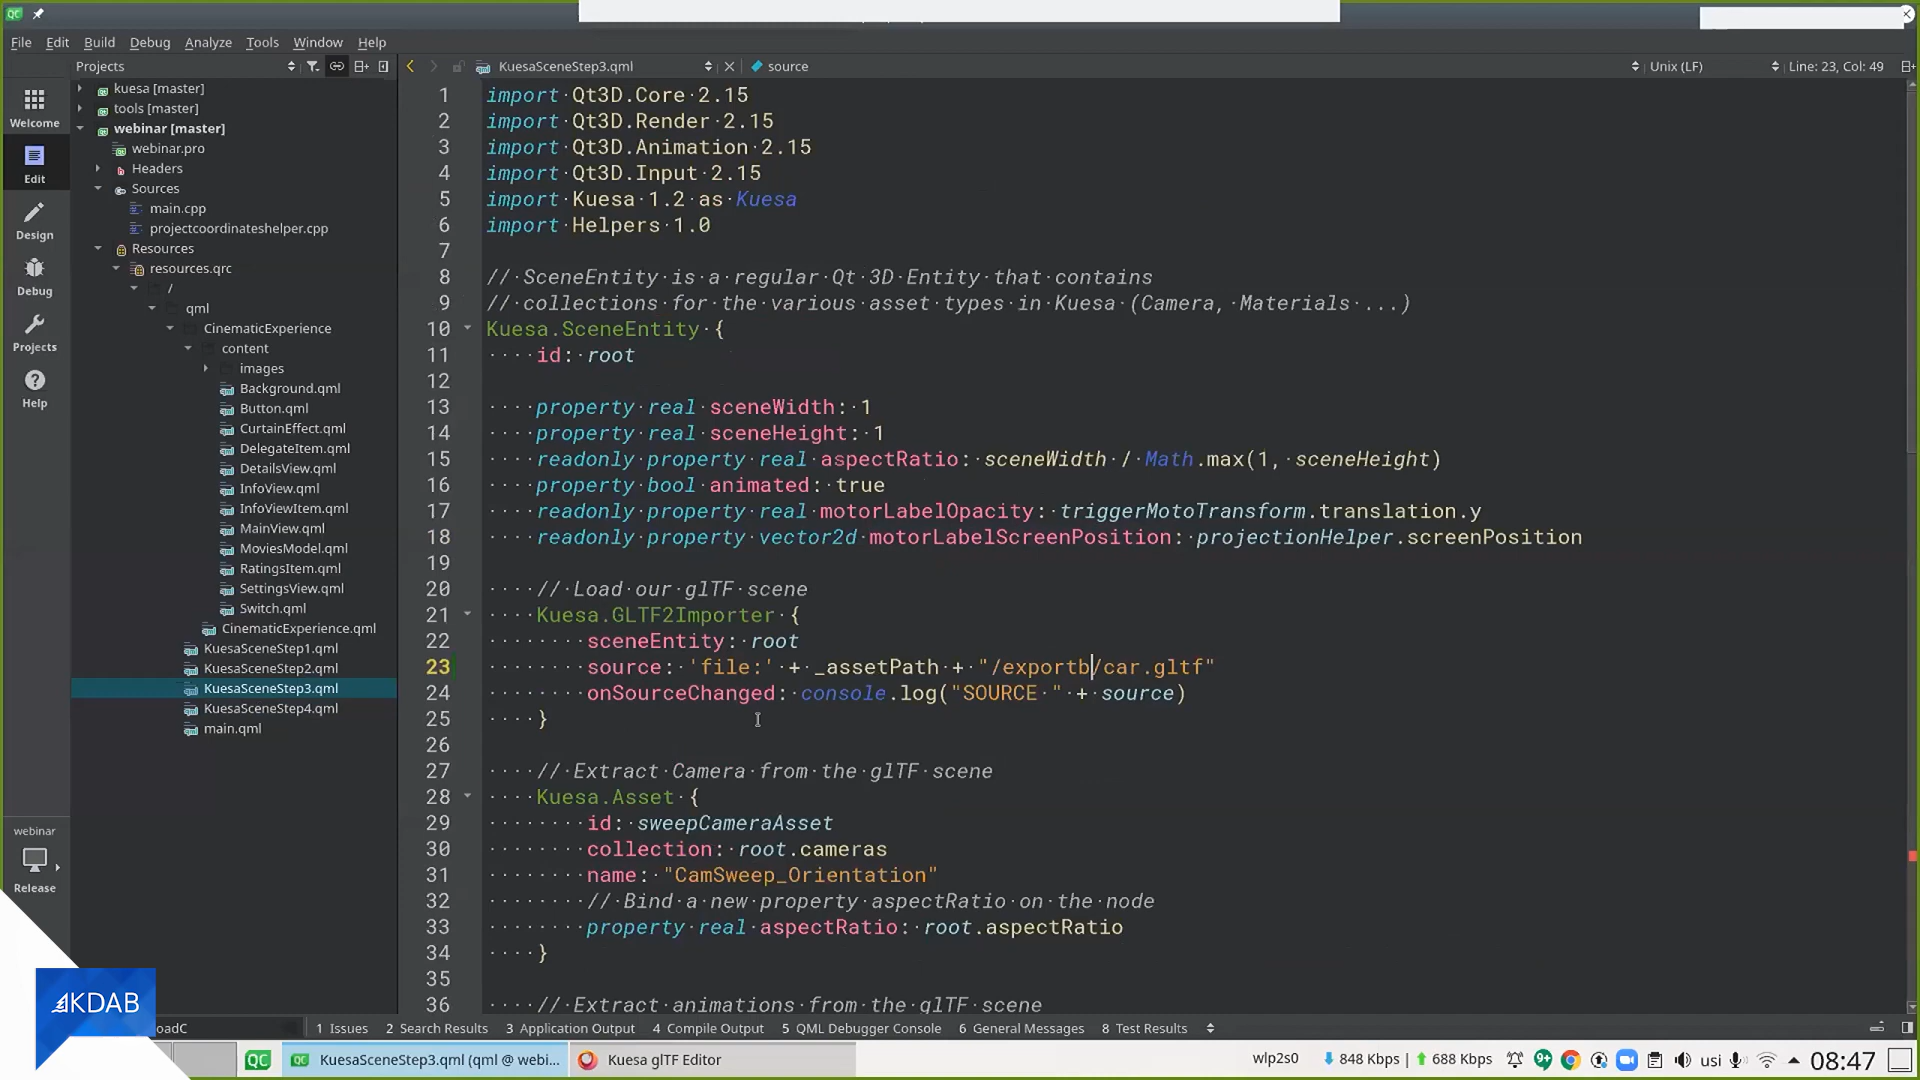 File Edit Build Debug Analyze Tools Window Help
Projects
KuesaSceneStep3.qml
source
Unix (LF)
Line: 23, Col: 49
Welcome
Edit
Design
Debug
Projects
Help
webinar
Release
kuesa [master]
tools [master]
webinar [master]
webinar.pro
Headers
Sources
main.cpp
projectcoordinateshelper.cpp
Resources
resources.qrc
/
qml
CinematicExperience
content
images
Background.qml
Button.qml
CurtainEffect.qml
DelegateItem.qml
DetailsView.qml
InfoView.qml
InfoViewItem.qml
MainView.qml
MoviesModel.qml
RatingsItem.qml
SettingsView.qml
Switch.qml
CinematicExperience.qml
KuesaSceneStep1.qml
KuesaSceneStep2.qml
KuesaSceneStep3.qml
KuesaSceneStep4.qml
main.qml
1 import Qt3D.Core 2.15
2 import Qt3D.Render 2.15
3 import Qt3D.Animation 2.15
4 import Qt3D.Input 2.15
5 import Kuesa 1.2 as Kuesa
6 import Helpers 1.0
7
8 // SceneEntity is a regular Qt 3D Entity that contains
9 // collections for the various asset types in Kuesa (Camera, Materials ...)
10 Kuesa.SceneEntity {
11 id: root
12
13 property real sceneWidth: 1
14 property real sceneHeight: 1
15 readonly property real aspectRatio: sceneWidth / Math.max(1, sceneHeight)
16 property bool animated: true
17 readonly property real motorLabelOpacity: triggerMotoTransform.translation.y
18 readonly property vector2d motorLabelScreenPosition: projectionHelper.screenPosition
19
20 // Load our glTF scene
21 Kuesa.GLTF2Importer {
22 sceneEntity: root
23 source: 'file:' + _assetPath + "/exportb/car.gltf"
24 onSourceChanged: console.log("SOURCE " + source)
25 }
26
27 // Extract Camera from the glTF scene
28 Kuesa.Asset {
29 id: sweepCameraAsset
30 collection: root.cameras
31 name: "CamSweep_Orientation"
32 // Bind a new property aspectRatio on the node
33 property real aspectRatio: root.aspectRatio
34 }
35
36 // Extract animations from the glTF scene
KDAB
oadC
1 Issues 2 Search Results 3 Application Output 4 Compile Output 5 QML Debugger Console 6 General Messages 8 Test Results
QC
QC KuesaSceneStep3.qml (qml @ webi...
Kuesa glTF Editor
wlp2s0 848 Kbps | 688 Kbps
9+
usi
08:47